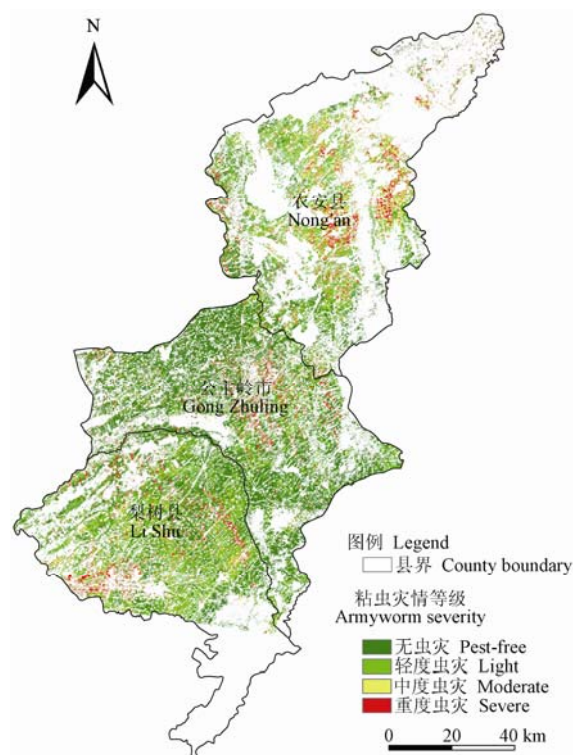 N
农安县
Nong'an
公主岭市
Gong Zhuling
梨树县
Li Shu
图例 Legend
县界 County boundary
粘虫灾情等级
Armyworm severity
无虫灾 Pest-free
轻度虫灾 Light
中度虫灾 Moderate
重度虫灾 Severe
0 20 40 km